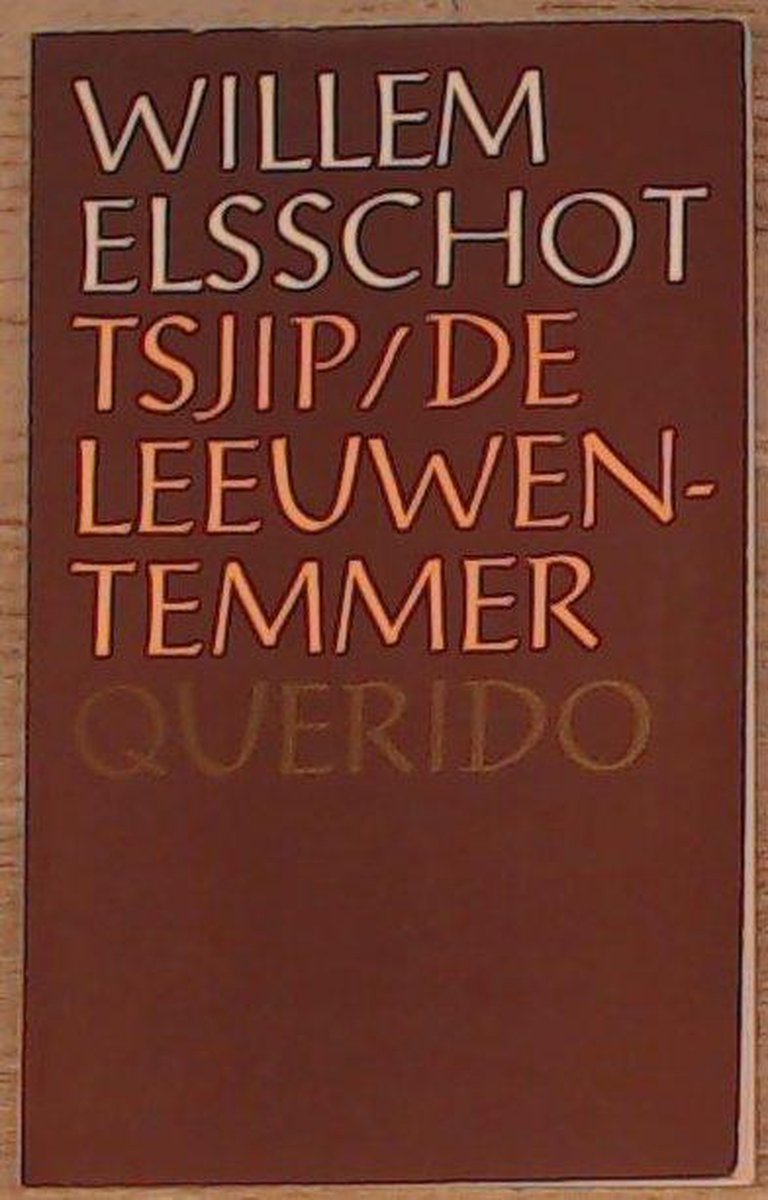 WILLEM
ELSSCHOT
TSJIP/DE
LEEUWEN-
TEMMER
QUERIDO